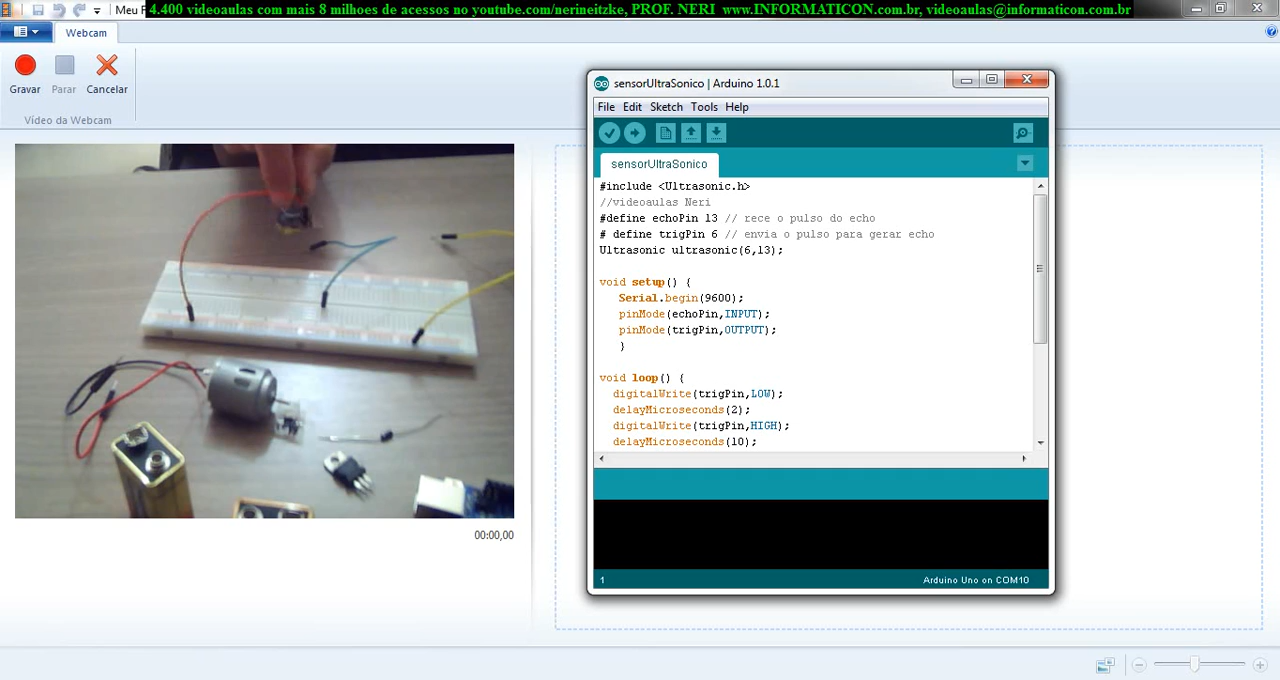 Meu P
4.400 videoaulas com mais 8 milhoes de acessos no youtube.com/nerineitzke, PROF. NERI www.INFORMATICON.com.br, videoaulas@informaticon.com.br
Webcam
Gravar Parar Cancelar
Vídeo da Webcam
00:00,00
sensorUltraSonico | Arduino 1.0.1
File Edit Sketch Tools Help
sensorUltraSonico
#include <Ultrasonic.h>
//videoaulas Neri
#define echoPin 13 // rece o pulso do echo
# define trigPin 6 // envia o pulso para gerar echo
Ultrasonic ultrasonic(6,13);
void setup() {
Serial.begin(9600);
pinMode(echoPin,INPUT);
pinMode(trigPin,OUTPUT);
}
void loop() {
digitalWrite(trigPin,LOW);
delayMicroseconds(2);
digitalWrite(trigPin,HIGH);
delayMicroseconds(10);
1
Arduino Uno on COM10